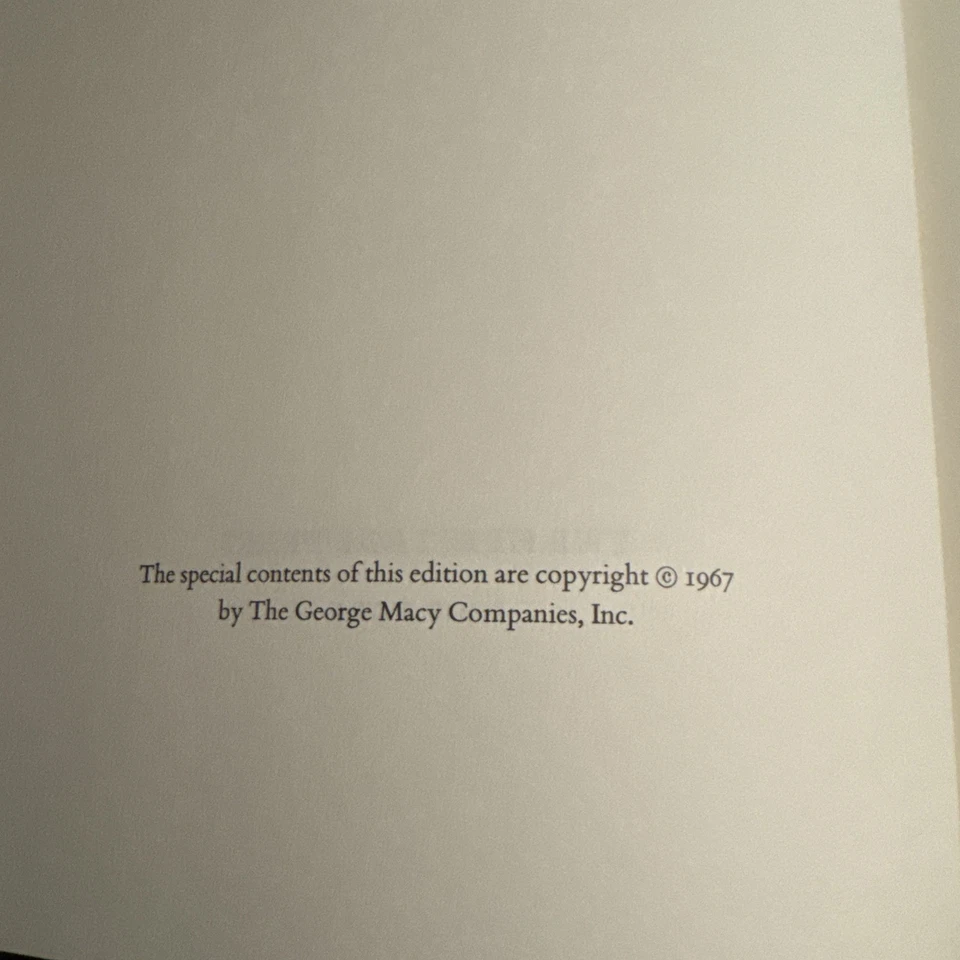 The special contents of this edition are copyright © 1967
by The George Macy Companies, Inc.